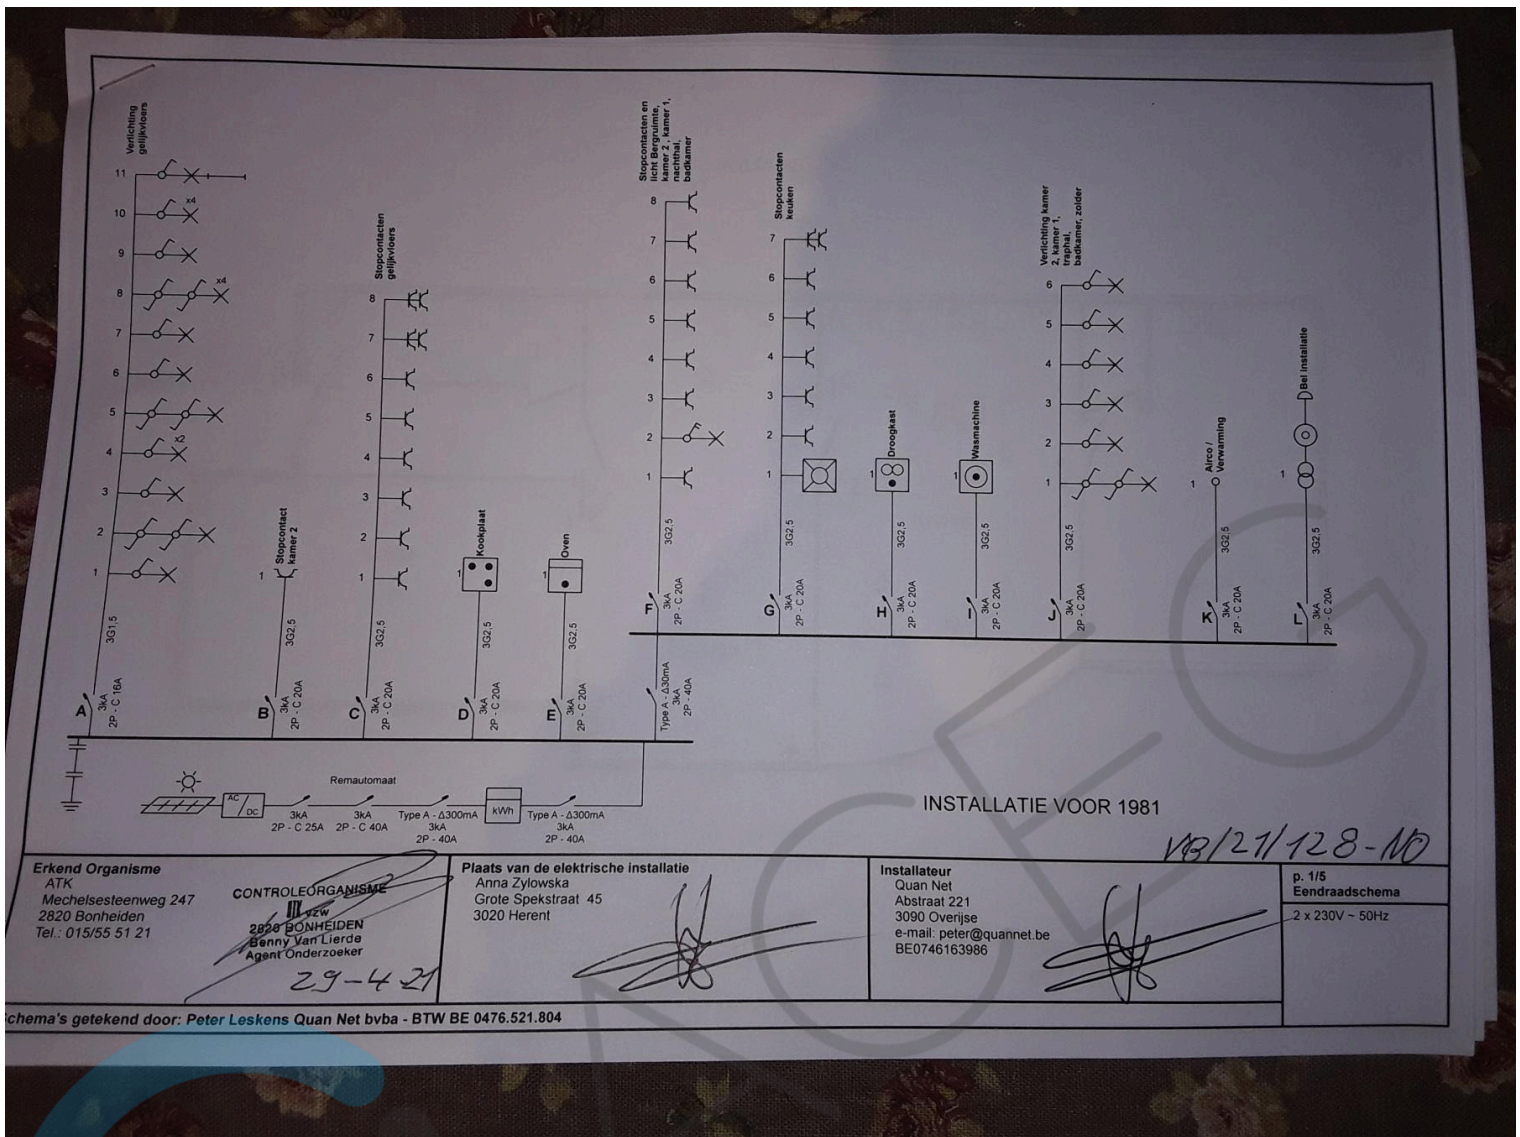 Verlichting
gelijkvloers
11
10
x4
9
8
x4
7
6
5
4
x2
3
2
1
3G1,5
A
3kA
2P - C 16A
Stopcontact
kamer 2
1
3G2,5
B
3kA
2P - C 20A
Stopcontacten
gelijkvloers
8
7
6
5
4
3
2
1
3G2,5
C
3kA
2P - C 20A
Kookplaat
1
3G2,5
D
3kA
2P - C 20A
Oven
1
3G2,5
E
3kA
2P - C 20A
Stopcontacten en
licht Bergruimte,
kamer 2 , kamer 1,
nachthal,
badkamer
8
7
6
5
4
3
2
1
3G2,5
F
3kA
2P - C 20A
Type A - Δ30mA
3kA
2P - 40A
Stopcontacten
keuken
7
6
5
4
3
2
1
3G2,5
G
3kA
2P - C 20A
Droogkast
1
3G2,5
H
3kA
2P - C 20A
Wasmachine
1
3G2,5
I
3kA
2P - C 20A
Verlichting kamer
2, kamer 1,
traphal,
badkamer, zolder
6
5
4
3
2
1
3G2,5
J
3kA
2P - C 20A
Airco /
Verwarming
1
3G2,5
K
3kA
2P - C 20A
Bel installatie
1
3G2,5
L
3kA
2P - C 20A
Remautomaat
AC
DC
3kA
2P - C 25A
3kA
2P - C 40A
Type A - Δ300mA
3kA
2P - 40A
kWh
Type A - Δ300mA
3kA
2P - 40A
INSTALLATIE VOOR 1981
VB/21/128-NO
Erkend Organisme
ATK
Mechelsesteenweg 247
2820 Bonheiden
Tel.: 015/55 51 21
CONTROLEORGANISME
vzw
2820 BONHEIDEN
Benny Van Lierde
Agent Onderzoeker
29-4-21
Plaats van de elektrische installatie
Anna Zylowska
Grote Spekstraat 45
3020 Herent
Installateur
Quan Net
Abstraat 221
3090 Overijse
e-mail: peter@quannet.be
BE0746163986
p. 1/5
Eendraadschema
2 x 230V ~ 50Hz
chema's getekend door: Peter Leskens Quan Net bvba - BTW BE 0476.521.804
ACEG